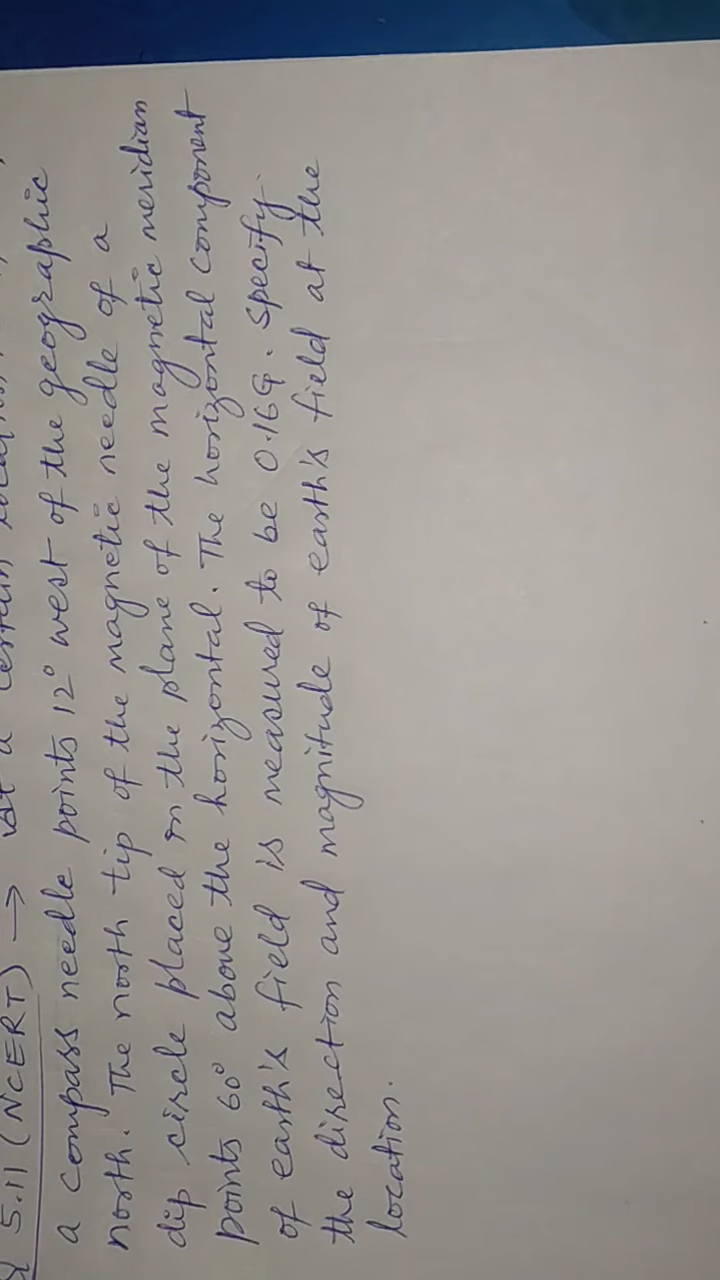 Q 5.11 (NCERT) → At a certain
a compass needle points 12° west of the geographic
north. The north tip of the magnetic needle of a
dip circle placed in the plane of the magnetic meridian
points 60° above the horizontal. The horizontal component
of earth's field is measured to be 0.16G. Specify
the direction and magnitude of earth's field at the
location.